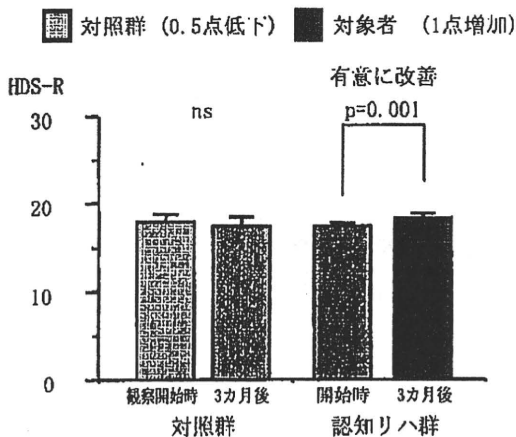 対照群 (0.5点低下) 対象者 (1点増加)
有意に改善
HDS-R
ns p=0.001
30
20
10
0
観察開始時 3カ月後 開始時 3カ月後
対照群 認知リハ群